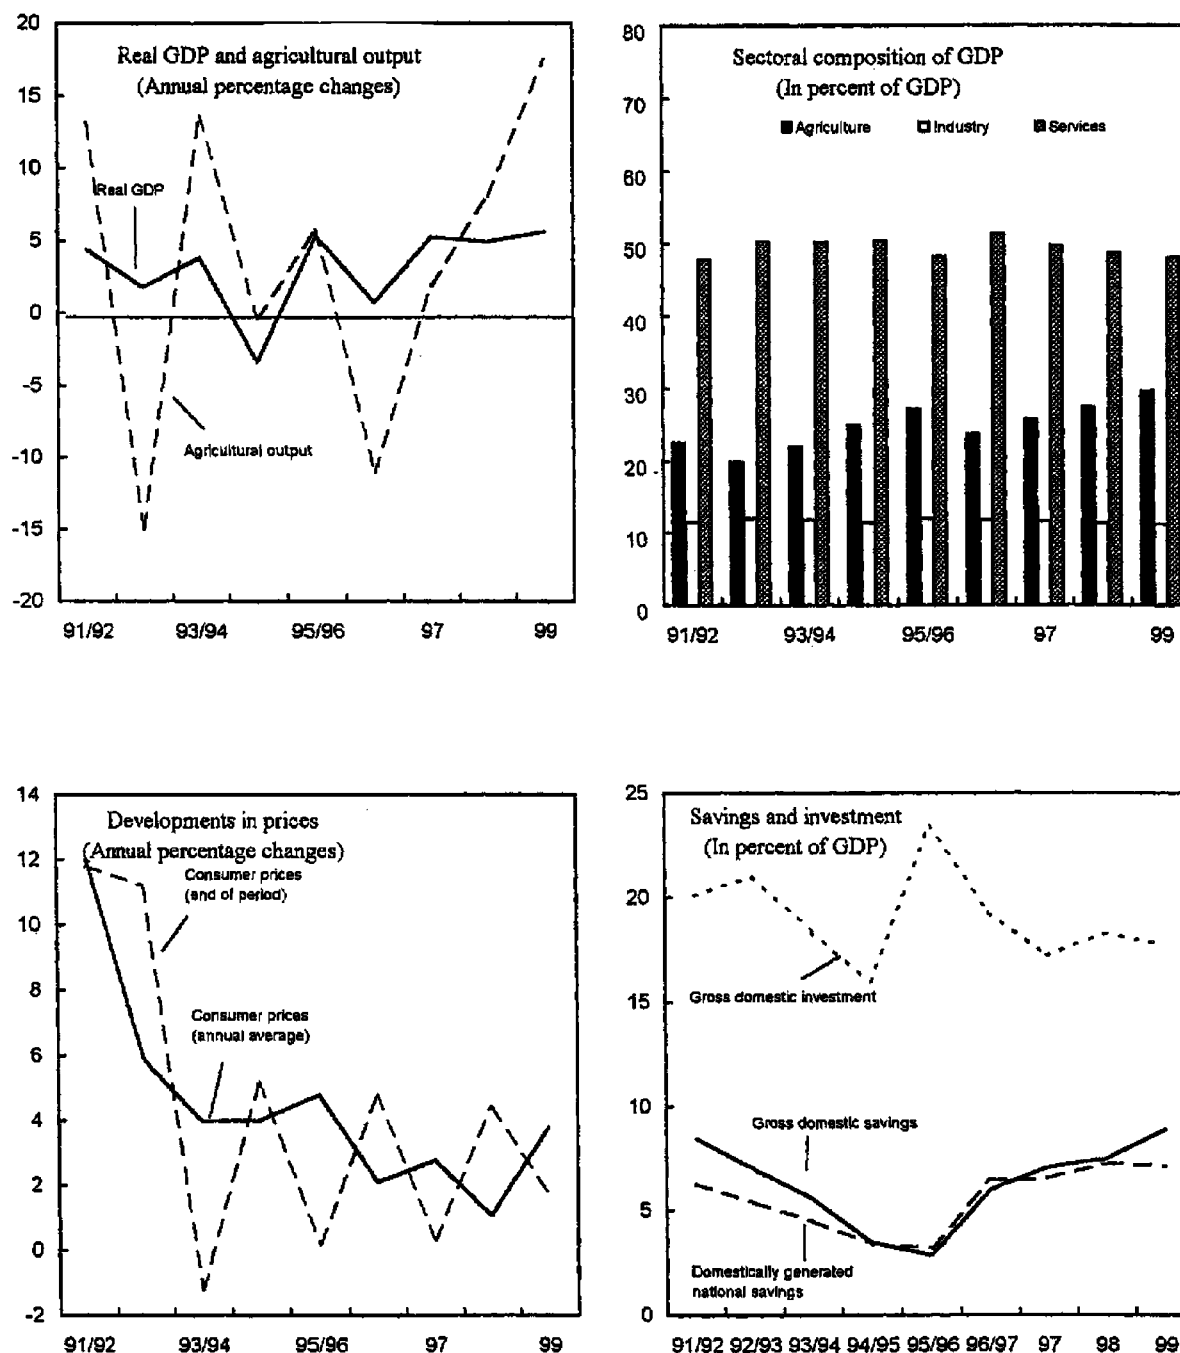 Real GDP and agricultural output
(Annual percentage changes)
20
15
10
5
0
-5
-10
-15
-20
Real GDP
Agricultural output
91/92 93/94 95/96 97 99
Sectoral composition of GDP
(In percent of GDP)
Agriculture Industry Services
80
70
60
50
40
30
20
10
0
91/92 93/94 95/96 97 99
Developments in prices
(Annual percentage changes)
14
12
10
8
6
4
2
0
-2
Consumer prices
(end of period)
Consumer prices
(annual average)
91/92 93/94 95/96 97 99
Savings and investment
(In percent of GDP)
25
20
15
10
5
0
Gross domestic investment
Gross domestic savings
Domestically generated
national savings
91/92 92/93 93/94 94/95 95/96 96/97 97 98 99